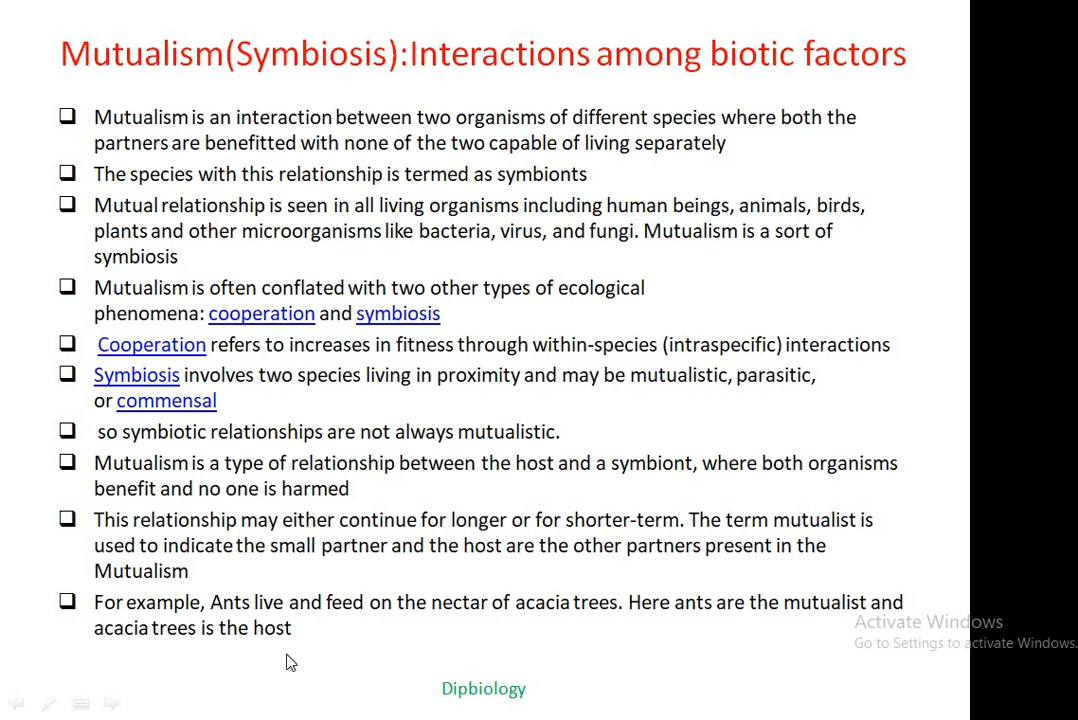 Mutualism(Symbiosis):Interactions among biotic factors
Mutualism is an interaction between two organisms of different species where both the
partners are benefitted with none of the two capable of living separately
The species with this relationship is termed as symbionts
Mutual relationship is seen in all living organisms including human beings, animals, birds,
plants and other microorganisms like bacteria, virus, and fungi. Mutualism is a sort of
symbiosis
Mutualism is often conflated with two other types of ecological
phenomena: cooperation and symbiosis
Cooperation refers to increases in fitness through within-species (intraspecific) interactions
Symbiosis involves two species living in proximity and may be mutualistic, parasitic,
or commensal
so symbiotic relationships are not always mutualistic.
Mutualism is a type of relationship between the host and a symbiont, where both organisms
benefit and no one is harmed
This relationship may either continue for longer or for shorter-term. The term mutualist is
used to indicate the small partner and the host are the other partners present in the
Mutualism
For example, Ants live and feed on the nectar of acacia trees. Here ants are the mutualist and
acacia trees is the host
Activate Windows
Go to Settings to activate Windows.
Dipbiology